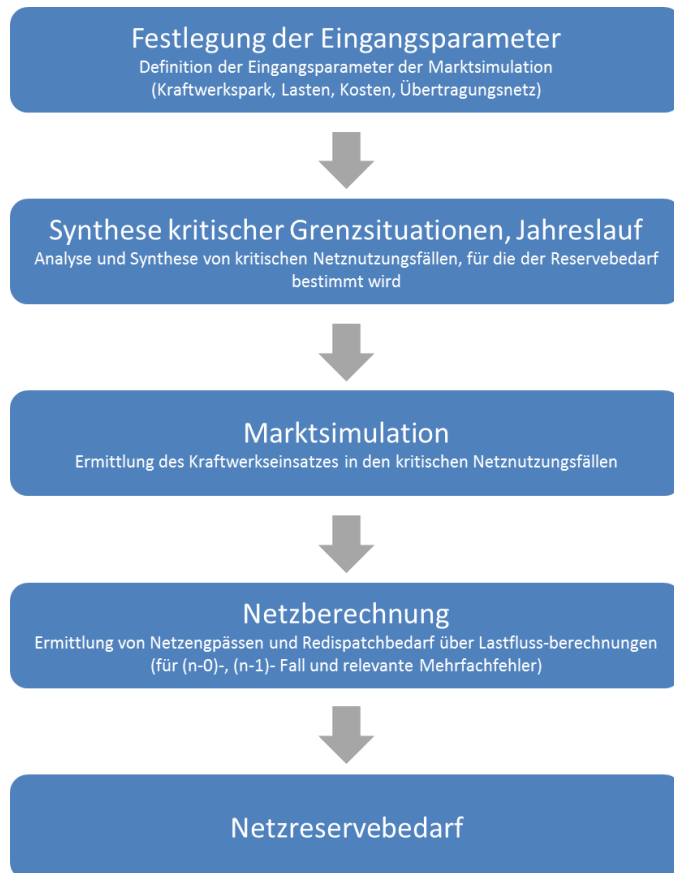 Festlegung der Eingangsparameter
Definition der Eingangsparameter der Marktsimulation
(Kraftwerkspark, Lasten, Kosten, Übertragungsnetz)
Synthese kritischer Grenzsituationen, Jahreslauf
Analyse und Synthese von kritischen Netznutzungsfällen, für die der Reservebedarf
bestimmt wird
Marktsimulation
Ermittlung des Kraftwerkseinsatzes in den kritischen Netznutzungsfällen
Netzberechnung
Ermittlung von Netzengpässen und Redispatchbedarf über Lastfluss-berechnungen
(für (n-0)-, (n-1)- Fall und relevante Mehrfachfehler)
Netzreservebedarf